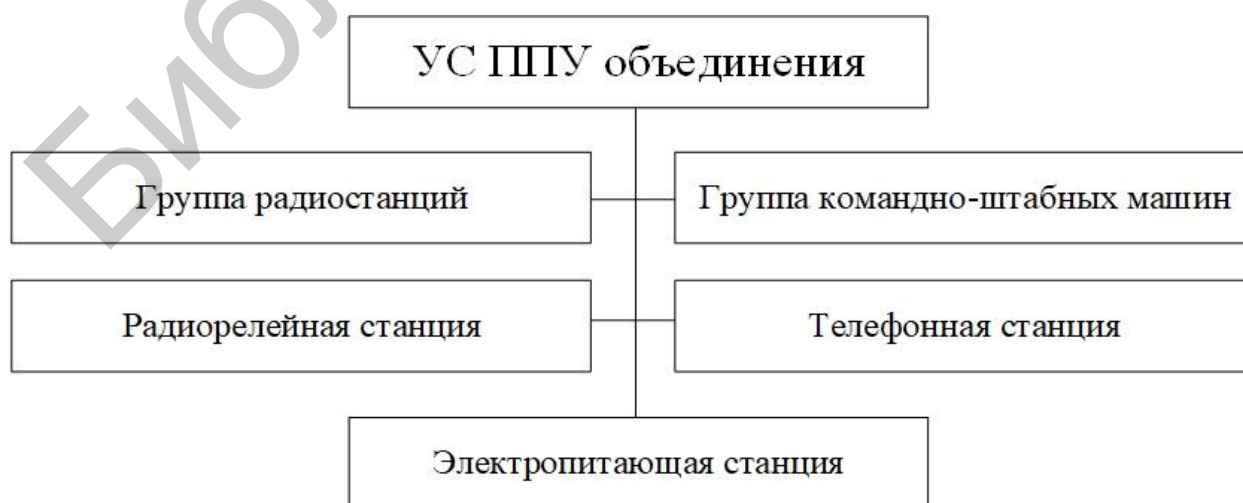 УС ППУ объединения
Группа радиостанций
Группа командно-штабных машин
Радиорелейная станция
Телефонная станция
Электропитающая станция